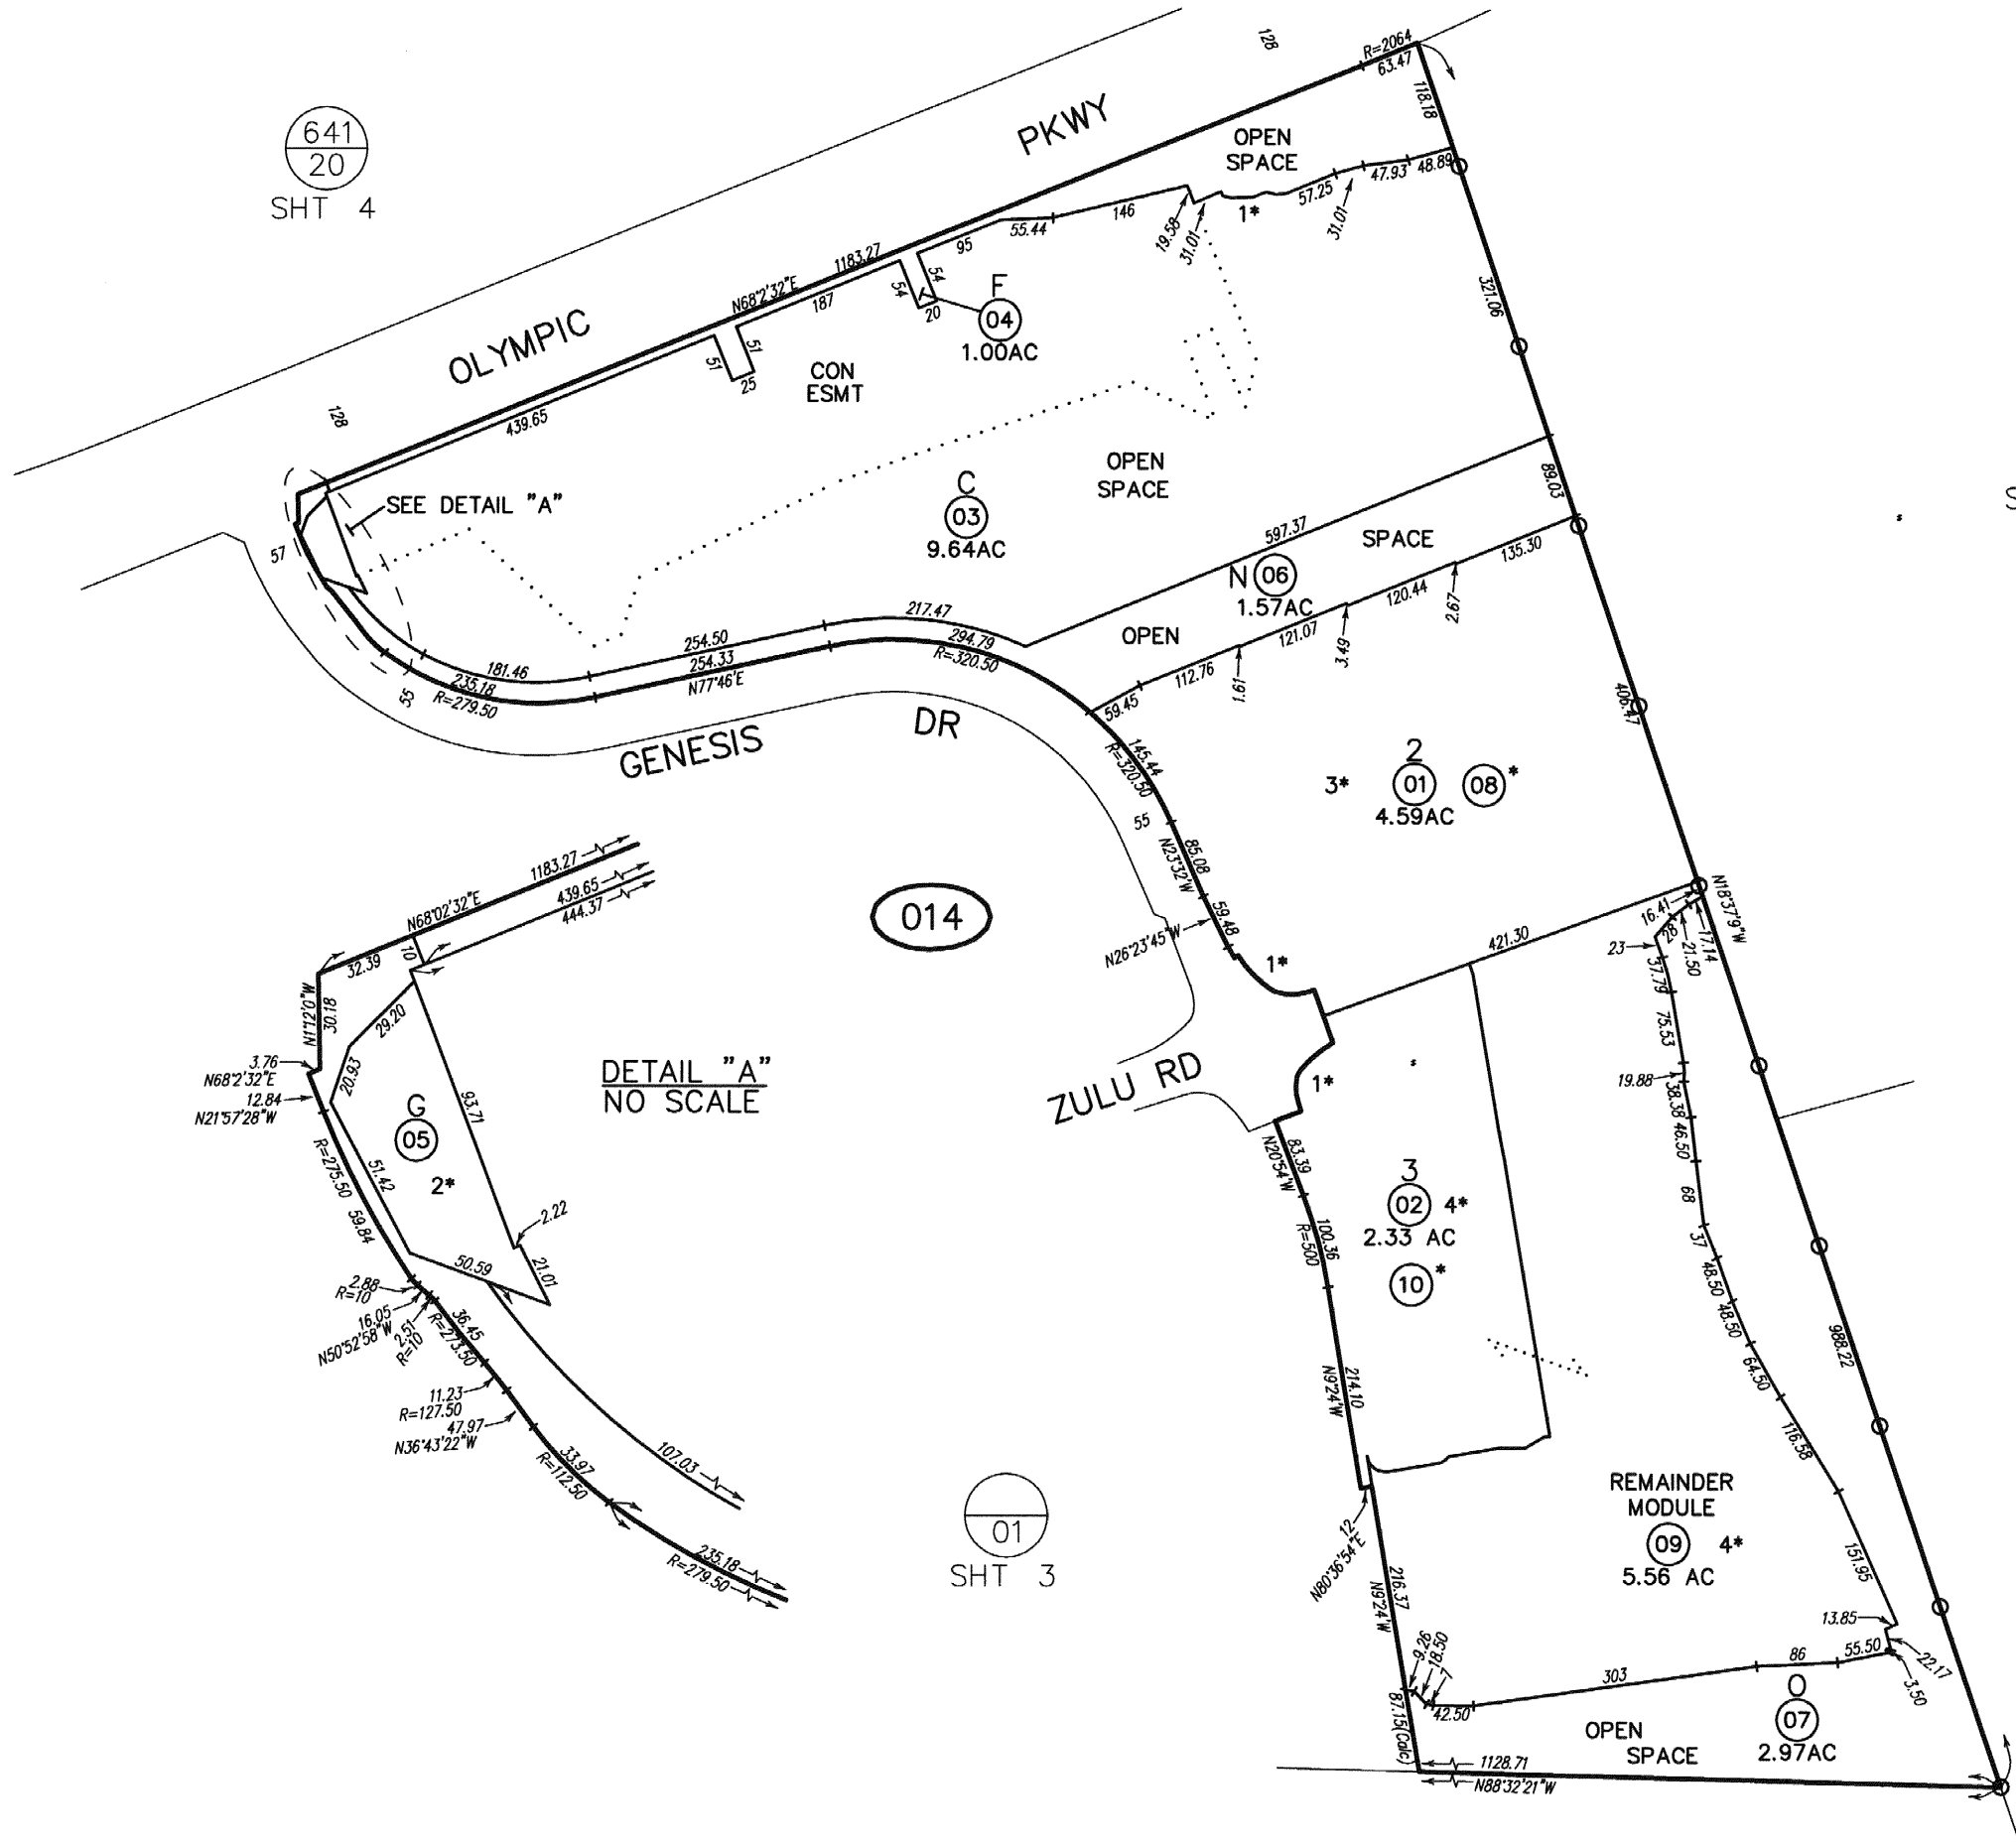 641
20
SHT 4
128
R=2064
63.47
118.18
PKWY
OPEN
SPACE
47.93
48.89
57.25
31.01
1*
146
19.58
31.01
55.44
95
1183.27
N68°2'32"E
187
54
54
20
F
04
1.00AC
321.06
OLYMPIC
51
51
25
CON
ESMT
439.65
128
SEE DETAIL "A"
57
C
03
9.64AC
OPEN
SPACE
89.03
597.37
SPACE
135.30
N
06
1.57AC
120.44
2.67
OPEN
121.07
3.49
112.76
1.61
59.45
217.47
294.79
R=320.50
254.50
254.33
N77°46'E
181.46
235.18
R=279.50
55
GENESIS
DR
406.47
145.44
R=320.50
55
2
3*
01
08
*
4.59AC
85.08
N23°32'W
59.48
N26°23'45"W
1*
421.30
16.41
N18°37'9"W
17.14
21.50
28
23
37.79
75.53
19.88
38.38
46.50
68
37
48.50
48.50
64.50
116.58
151.95
988.22
014
1183.27
439.65
444.37
N68°02'32"E
10
32.39
N1°12'0"W
30.18
29.20
3.76
N68°2'32"E
20.93
12.84
N21°57'28"W
G
05
2*
93.71
DETAIL "A"
NO SCALE
R=275.50
59.84
51.42
2.22
50.59
21.01
2.88
R=10
16.05
N50°52'58"W
2.51
R=10
36.45
R=273.50
11.23
R=127.50
47.97
N36°43'22"W
33.97
R=112.50
107.03
235.18
R=279.50
ZULU RD
1*
83.39
N20°54'W
3
02
4*
2.33 AC
10
*
100.36
R=500
214.10
N9°24'W
12
N80°36'54"E
01
SHT 3
REMAINDER
MODULE
09
4*
5.56 AC
216.37
N9°24'W
13.85
22.17
3.50
55.50
86
303
9.26
18.50
7
42.50
87.15(Calc)
O
07
2.97AC
OPEN
SPACE
1128.71
N88°32'21"W